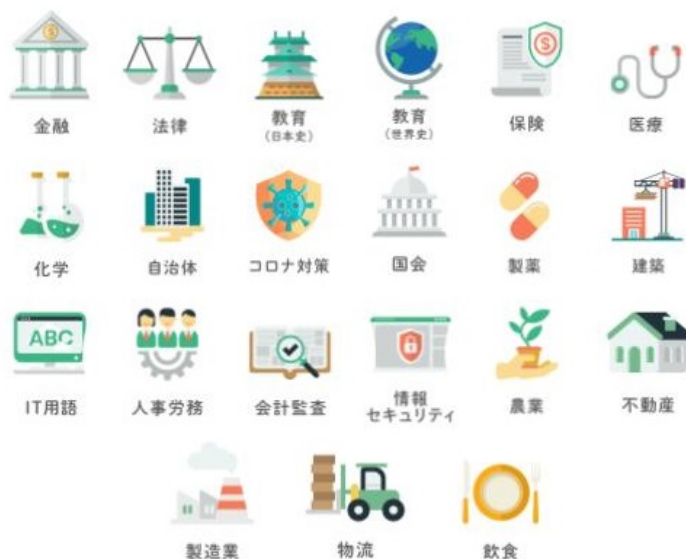 金融
法律
教育
(日本史)
教育
(世界史)
保険
医療
化学
自治体
コロナ対策
国会
製薬
建築
ABC
IT用語
人事労務
会計監査
情報
セキュリティ
農業
不動産
製造業
物流
飲食